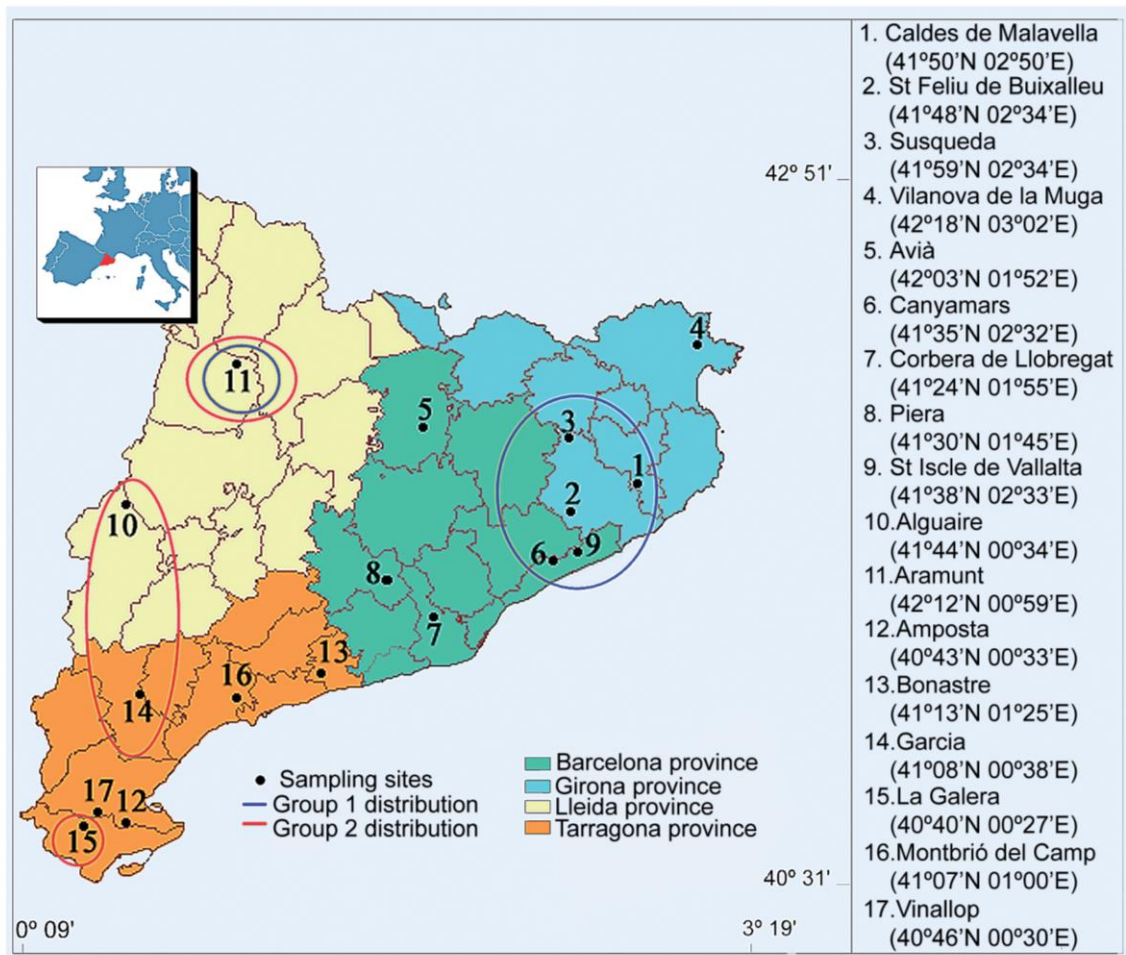 1. Caldes de Malavella
(41º50’N 02º50’E)
2. St Feliu de Buixalleu
(41º48’N 02º34’E)
3. Susqueda
(41º59’N 02º34’E)
4. Vilanova de la Muga
(42º18’N 03º02’E)
5. Avià
(42º03’N 01º52’E)
6. Canyamars
(41º35’N 02º32’E)
7. Corbera de Llobregat
(41º24’N 01º55’E)
8. Piera
(41º30’N 01º45’E)
9. St Iscle de Vallalta
(41º38’N 02º33’E)
10.Alguaire
(41º44’N 00º34’E)
11.Aramunt
(42º12’N 00º59’E)
12.Amposta
(40º43’N 00º33’E)
13.Bonastre
(41º13’N 01º25’E)
14.Garcia
(41º08’N 00º38’E)
15.La Galera
(40º40’N 00º27’E)
16.Montbrió del Camp
(41º07’N 01º00’E)
17.Vinallop
(40º46’N 00º30’E)
42º 51'
4
11
5
3
1
10
2
6
9
8
7
13
16
14
17
12
15
Sampling sites
Group 1 distribution
Group 2 distribution
Barcelona province
Girona province
Lleida province
Tarragona province
40º 31'
0º 09'
3º 19'